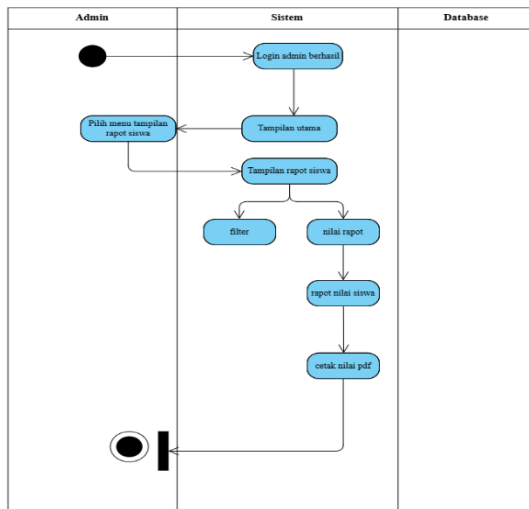 Admin
Sistem
Database
Login admin berhasil
Pilih menu tampilan
rapot siswa
Tampilan utama
Tampilan rapot siswa
filter
nilai rapot
rapot nilai siswa
cetak nilai pdf